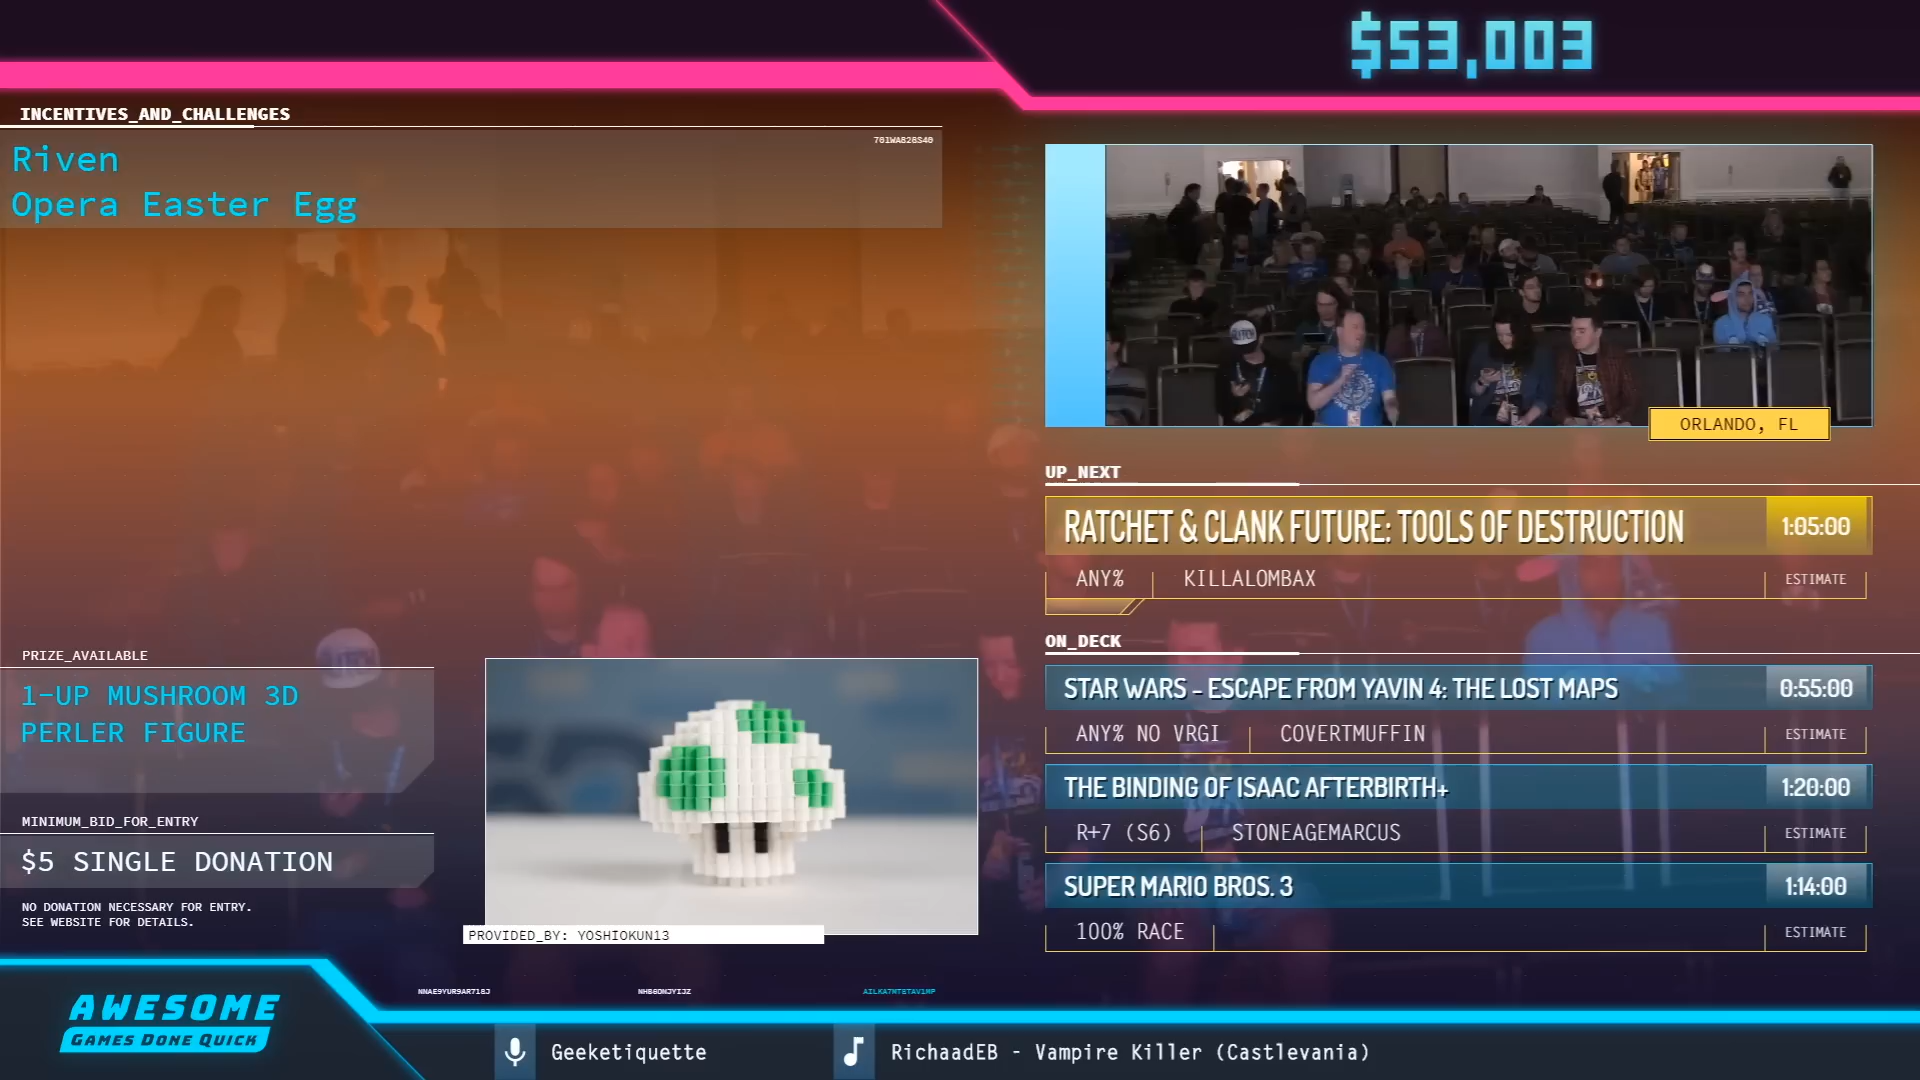 $53,003
INCENTIVES_AND_CHALLENGES
Riven
Opera Easter Egg
ORLANDO, FL
UP_NEXT
RATCHET & CLANK FUTURE: TOOLS OF DESTRUCTION
1:05:00
ANY%
KILLALOMBAX
ESTIMATE
ON_DECK
STAR WARS - ESCAPE FROM YAVIN 4: THE LOST MAPS
0:55:00
ANY% NO VRGI
COVERTMUFFIN
ESTIMATE
THE BINDING OF ISAAC AFTERBIRTH+
1:20:00
R+7 (S6)
STONEAGEMARCUS
ESTIMATE
SUPER MARIO BROS. 3
1:14:00
100% RACE
ESTIMATE
PRIZE_AVAILABLE
1-UP MUSHROOM 3D
PERLER FIGURE
MINIMUM_BID_FOR_ENTRY
$5 SINGLE DONATION
NO DONATION NECESSARY FOR ENTRY.
SEE WEBSITE FOR DETAILS.
PROVIDED_BY: YOSHIOKUN13
AWESOME
GAMES DONE QUICK
Geeketiquette
RichaadEB - Vampire Killer (Castlevania)